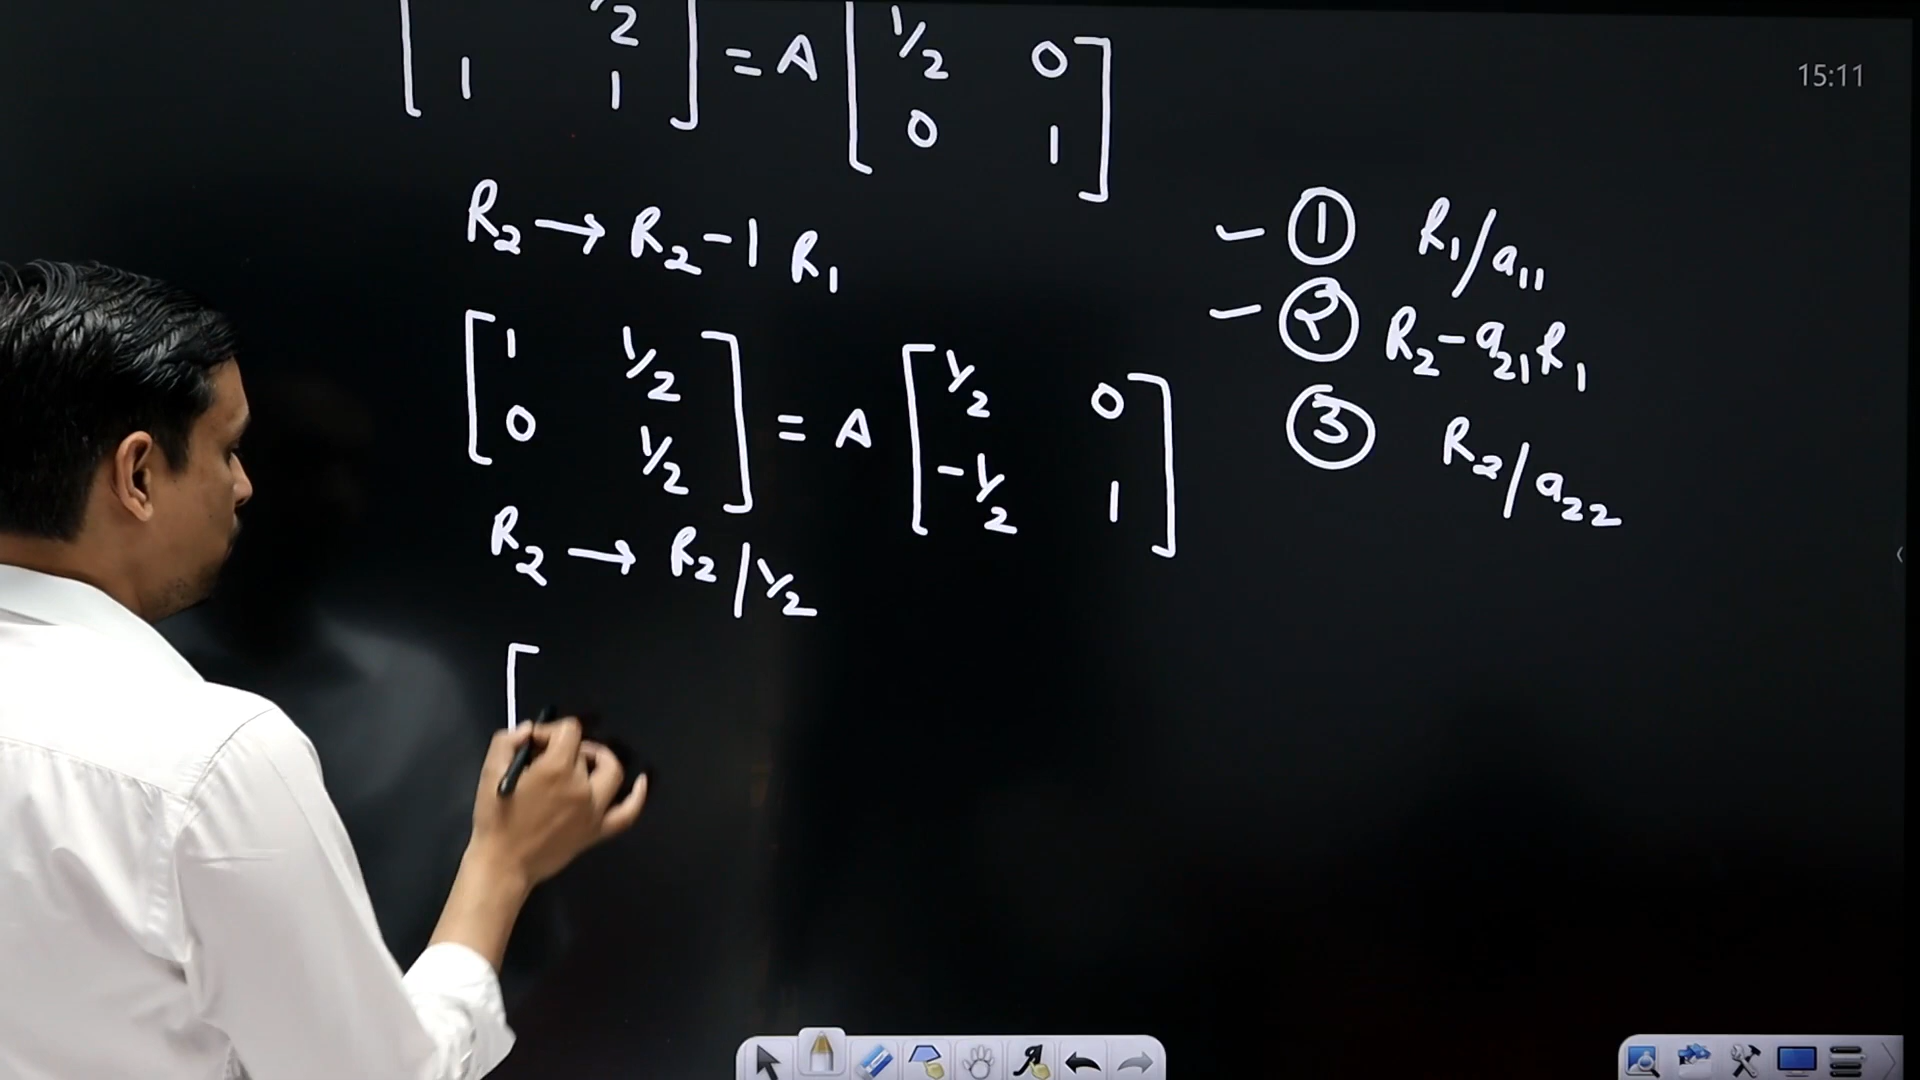 1/2
1 1 = A [ 1/2 0
0 1 ]
15:11
R₂ → R₂ - 1 R₁
[ 1 1/2
0 1/2 ] = A [ 1/2 0
-1/2 1 ]
R₂ → R₂ / 1/2
[
① R₁/a₁₁
② R₂ - a₂₁R₁
③ R₂/a₂₂